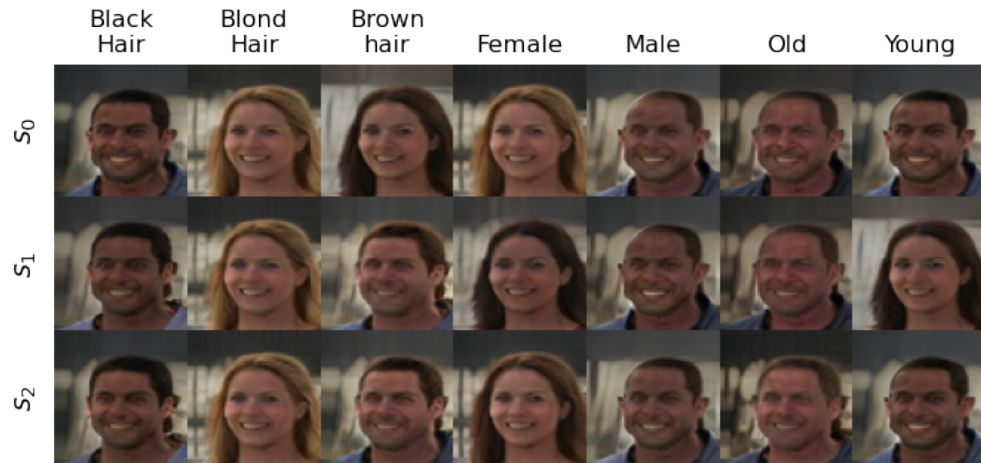 Black
Hair
Blond
Hair
Brown
hair
Female
Male
Old
Young
S₀
S₁
S₂